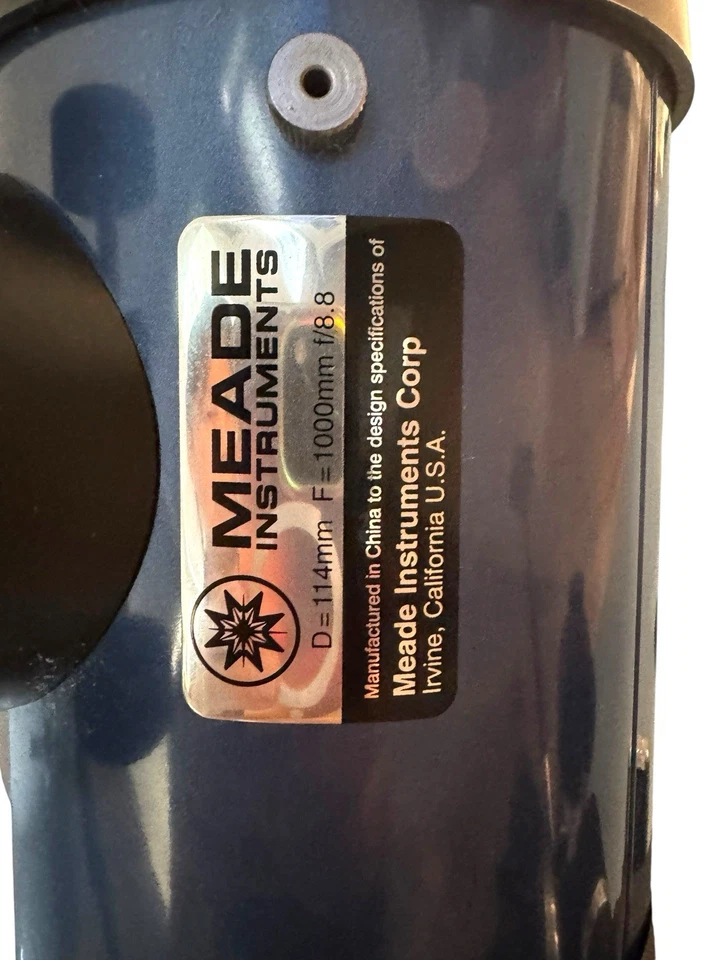 MEADE
INSTRUMENTS
D=114mm F=1000mm f/8.8
Manufactured in China to the design specifications of
Meade Instruments Corp
Irvine, California U.S.A.